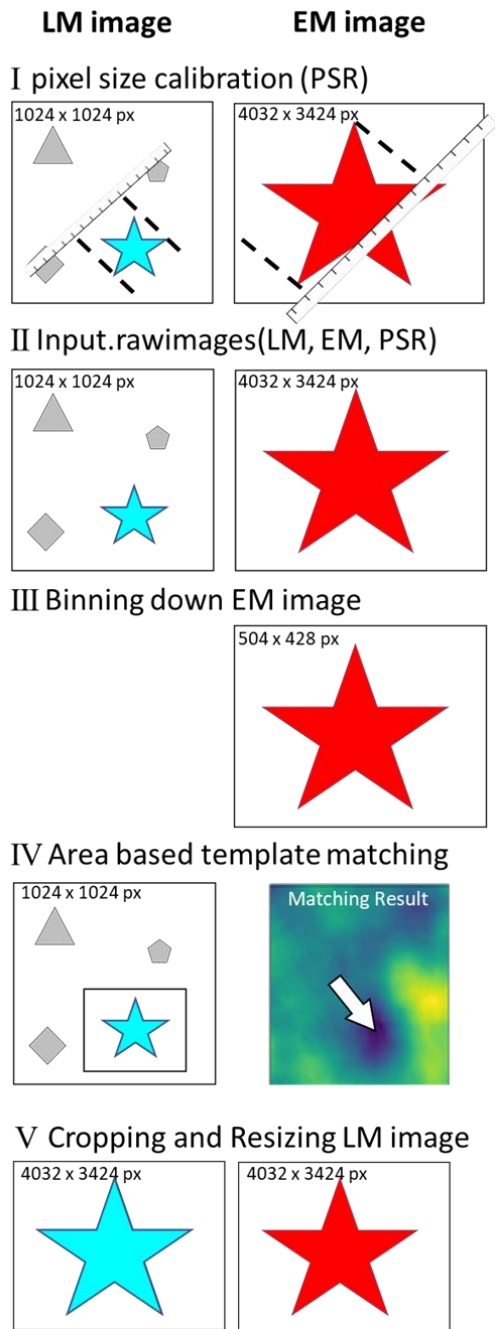 LM image EM image
I pixel size calibration (PSR)
1024 x 1024 px 4032 x 3424 px
II Input.rawimages(LM, EM, PSR)
1024 x 1024 px 4032 x 3424 px
III Binning down EM image
504 x 428 px
IV Area based template matching
1024 x 1024 px Matching Result
V Cropping and Resizing LM image
4032 x 3424 px 4032 x 3424 px